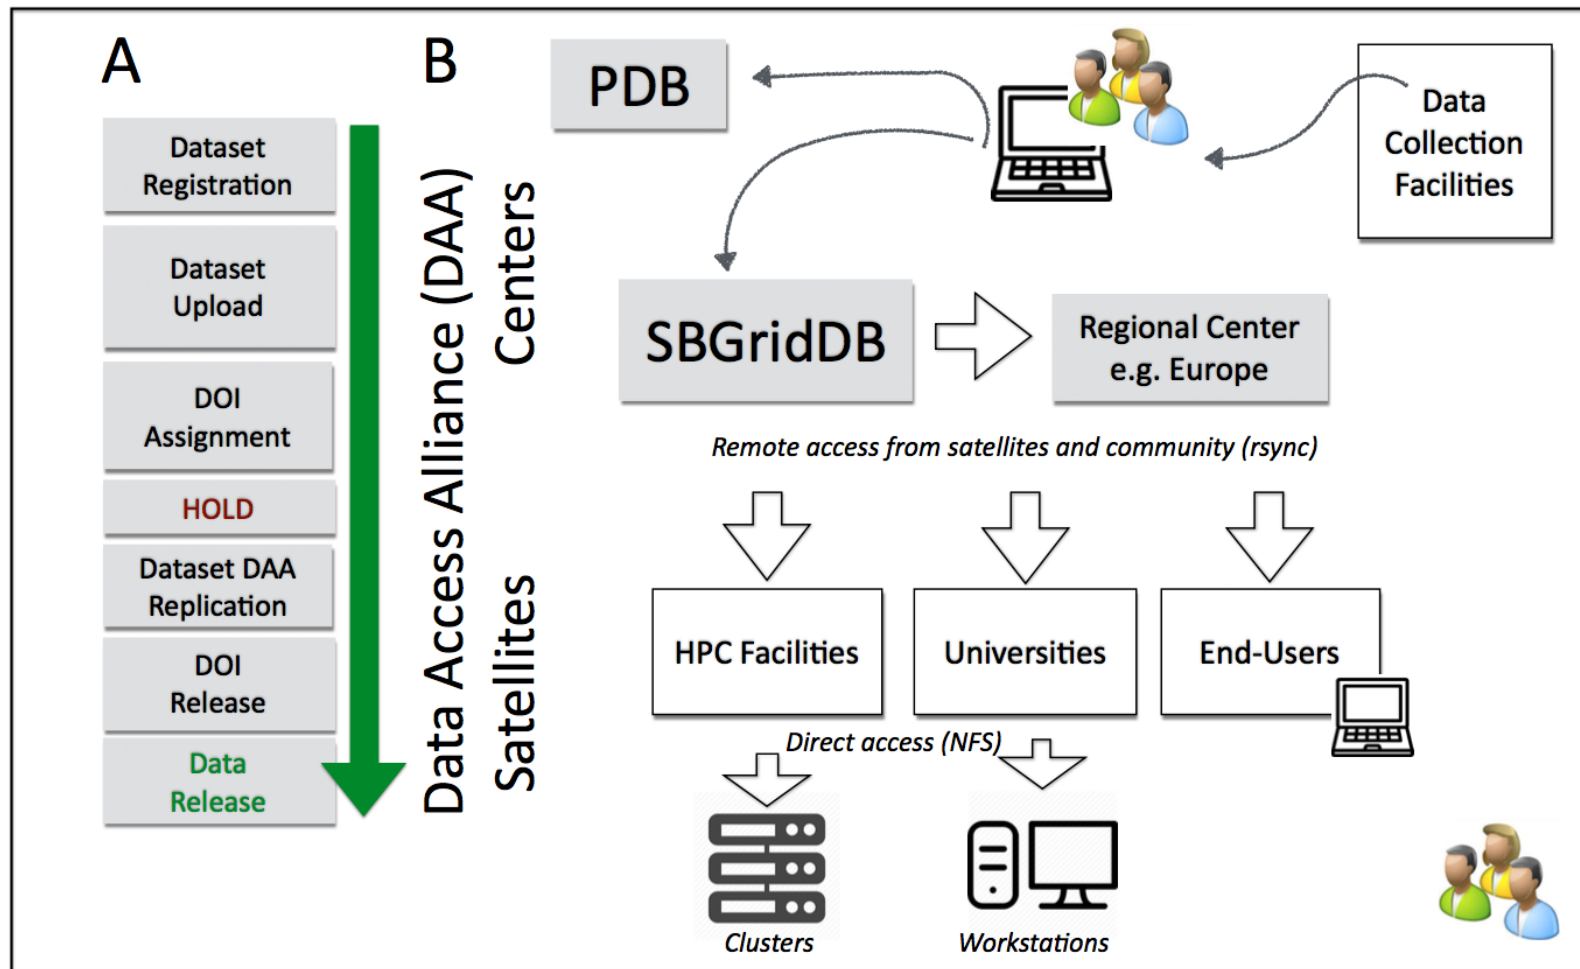 A
Dataset
Registration
Dataset
Upload
DOI
Assignment
HOLD
Dataset DAA
Replication
DOI
Release
Data
Release
B
Data Access Alliance (DAA)
Centers
Satellites
PDB
Data
Collection
Facilities
SBGridDB
Regional Center
e.g. Europe
Remote access from satellites and community (rsync)
HPC Facilities
Universities
End-Users
Direct access (NFS)
Clusters
Workstations